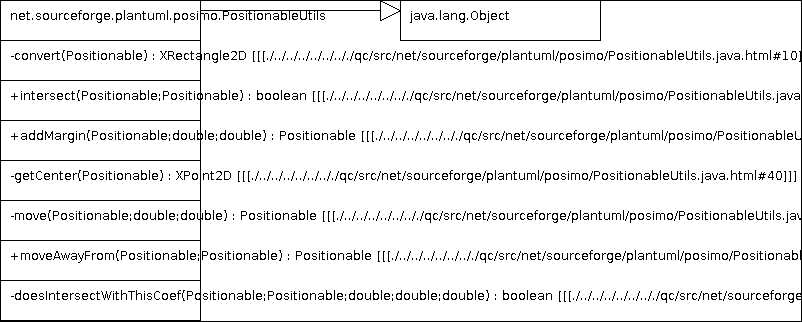 net.sourceforge.plantuml.posimo.PositionableUtils
java.lang.Object
-convert(Positionable) : XRectangle2D [[[./../../../../../../../qc/src/net/sourceforge/plantuml/posimo/PositionableUtils.java.html#10]
+intersect(Positionable;Positionable) : boolean [[[./../../../../../../../qc/src/net/sourceforge/plantuml/posimo/PositionableUtils.java
+addMargin(Positionable;double;double) : Positionable [[[./../../../../../../../qc/src/net/sourceforge/plantuml/posimo/PositionableU
-getCenter(Positionable) : XPoint2D [[[./../../../../../../../qc/src/net/sourceforge/plantuml/posimo/PositionableUtils.java.html#40]]]
-move(Positionable;double;double) : Positionable [[[./../../../../../../../qc/src/net/sourceforge/plantuml/posimo/PositionableUtils.jav
+moveAwayFrom(Positionable;Positionable) : Positionable [[[./../../../../../../../qc/src/net/sourceforge/plantuml/posimo/Positionabl
-doesIntersectWithThisCoef(Positionable;Positionable;double;double;double) : boolean [[[./../../../../../../../qc/src/net/sourceforge